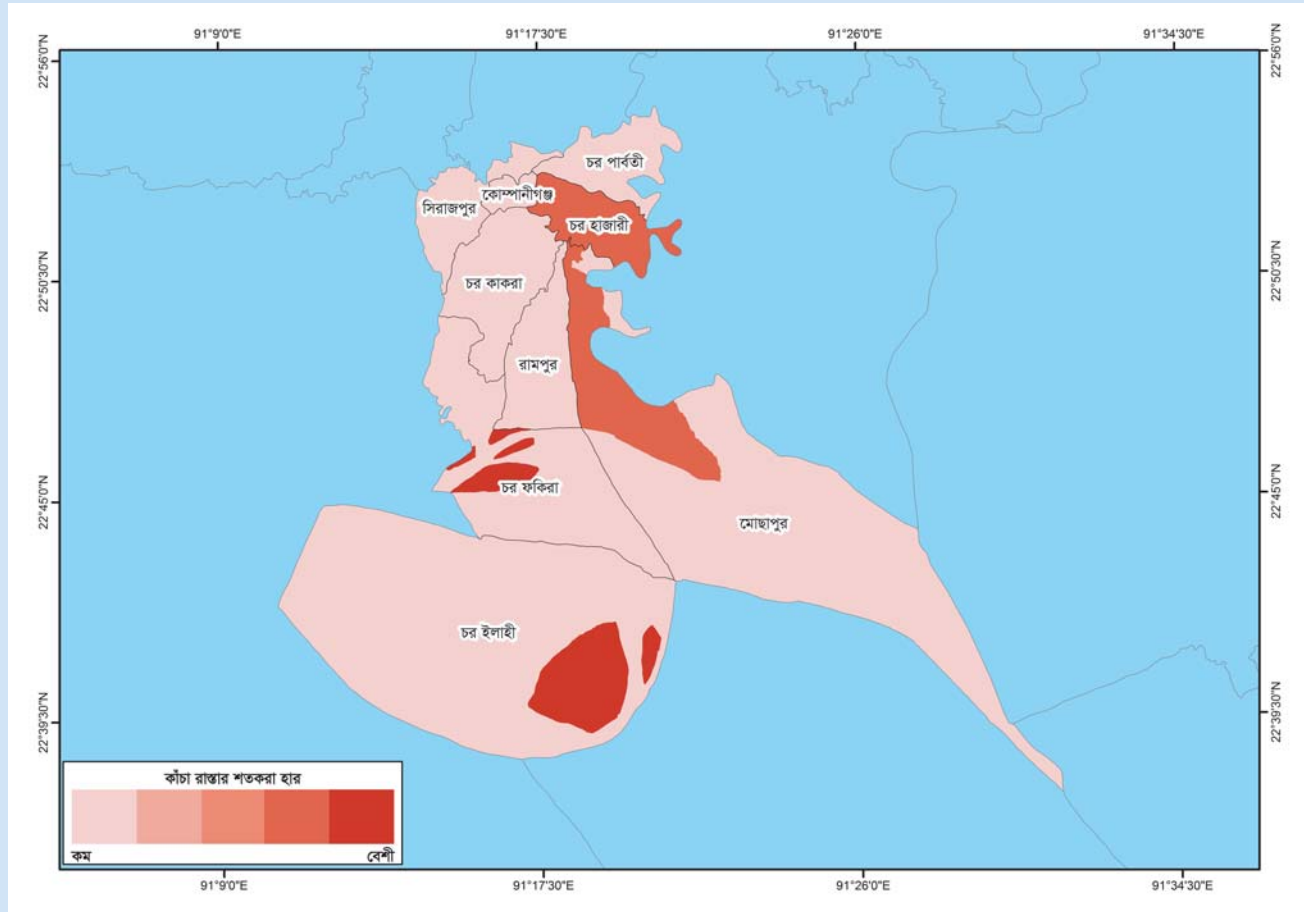 91°9'0"E
91°17'30"E
91°26'0"E
91°34'30"E
22°56'0"N
22°56'0"N
চর পার্বতী
কোম্পানীগঞ্জ
সিরাজপুর
চর হাজারী
22°50'30"N
22°50'30"N
চর কাকরা
রামপুর
চর ফকিরা
22°45'0"N
22°45'0"N
মোছাপুর
চর ইলাহী
22°39'30"N
22°39'30"N
কাঁচা রাস্তার শতকরা হার
কম বেশী
91°9'0"E
91°17'30"E
91°26'0"E
91°34'30"E